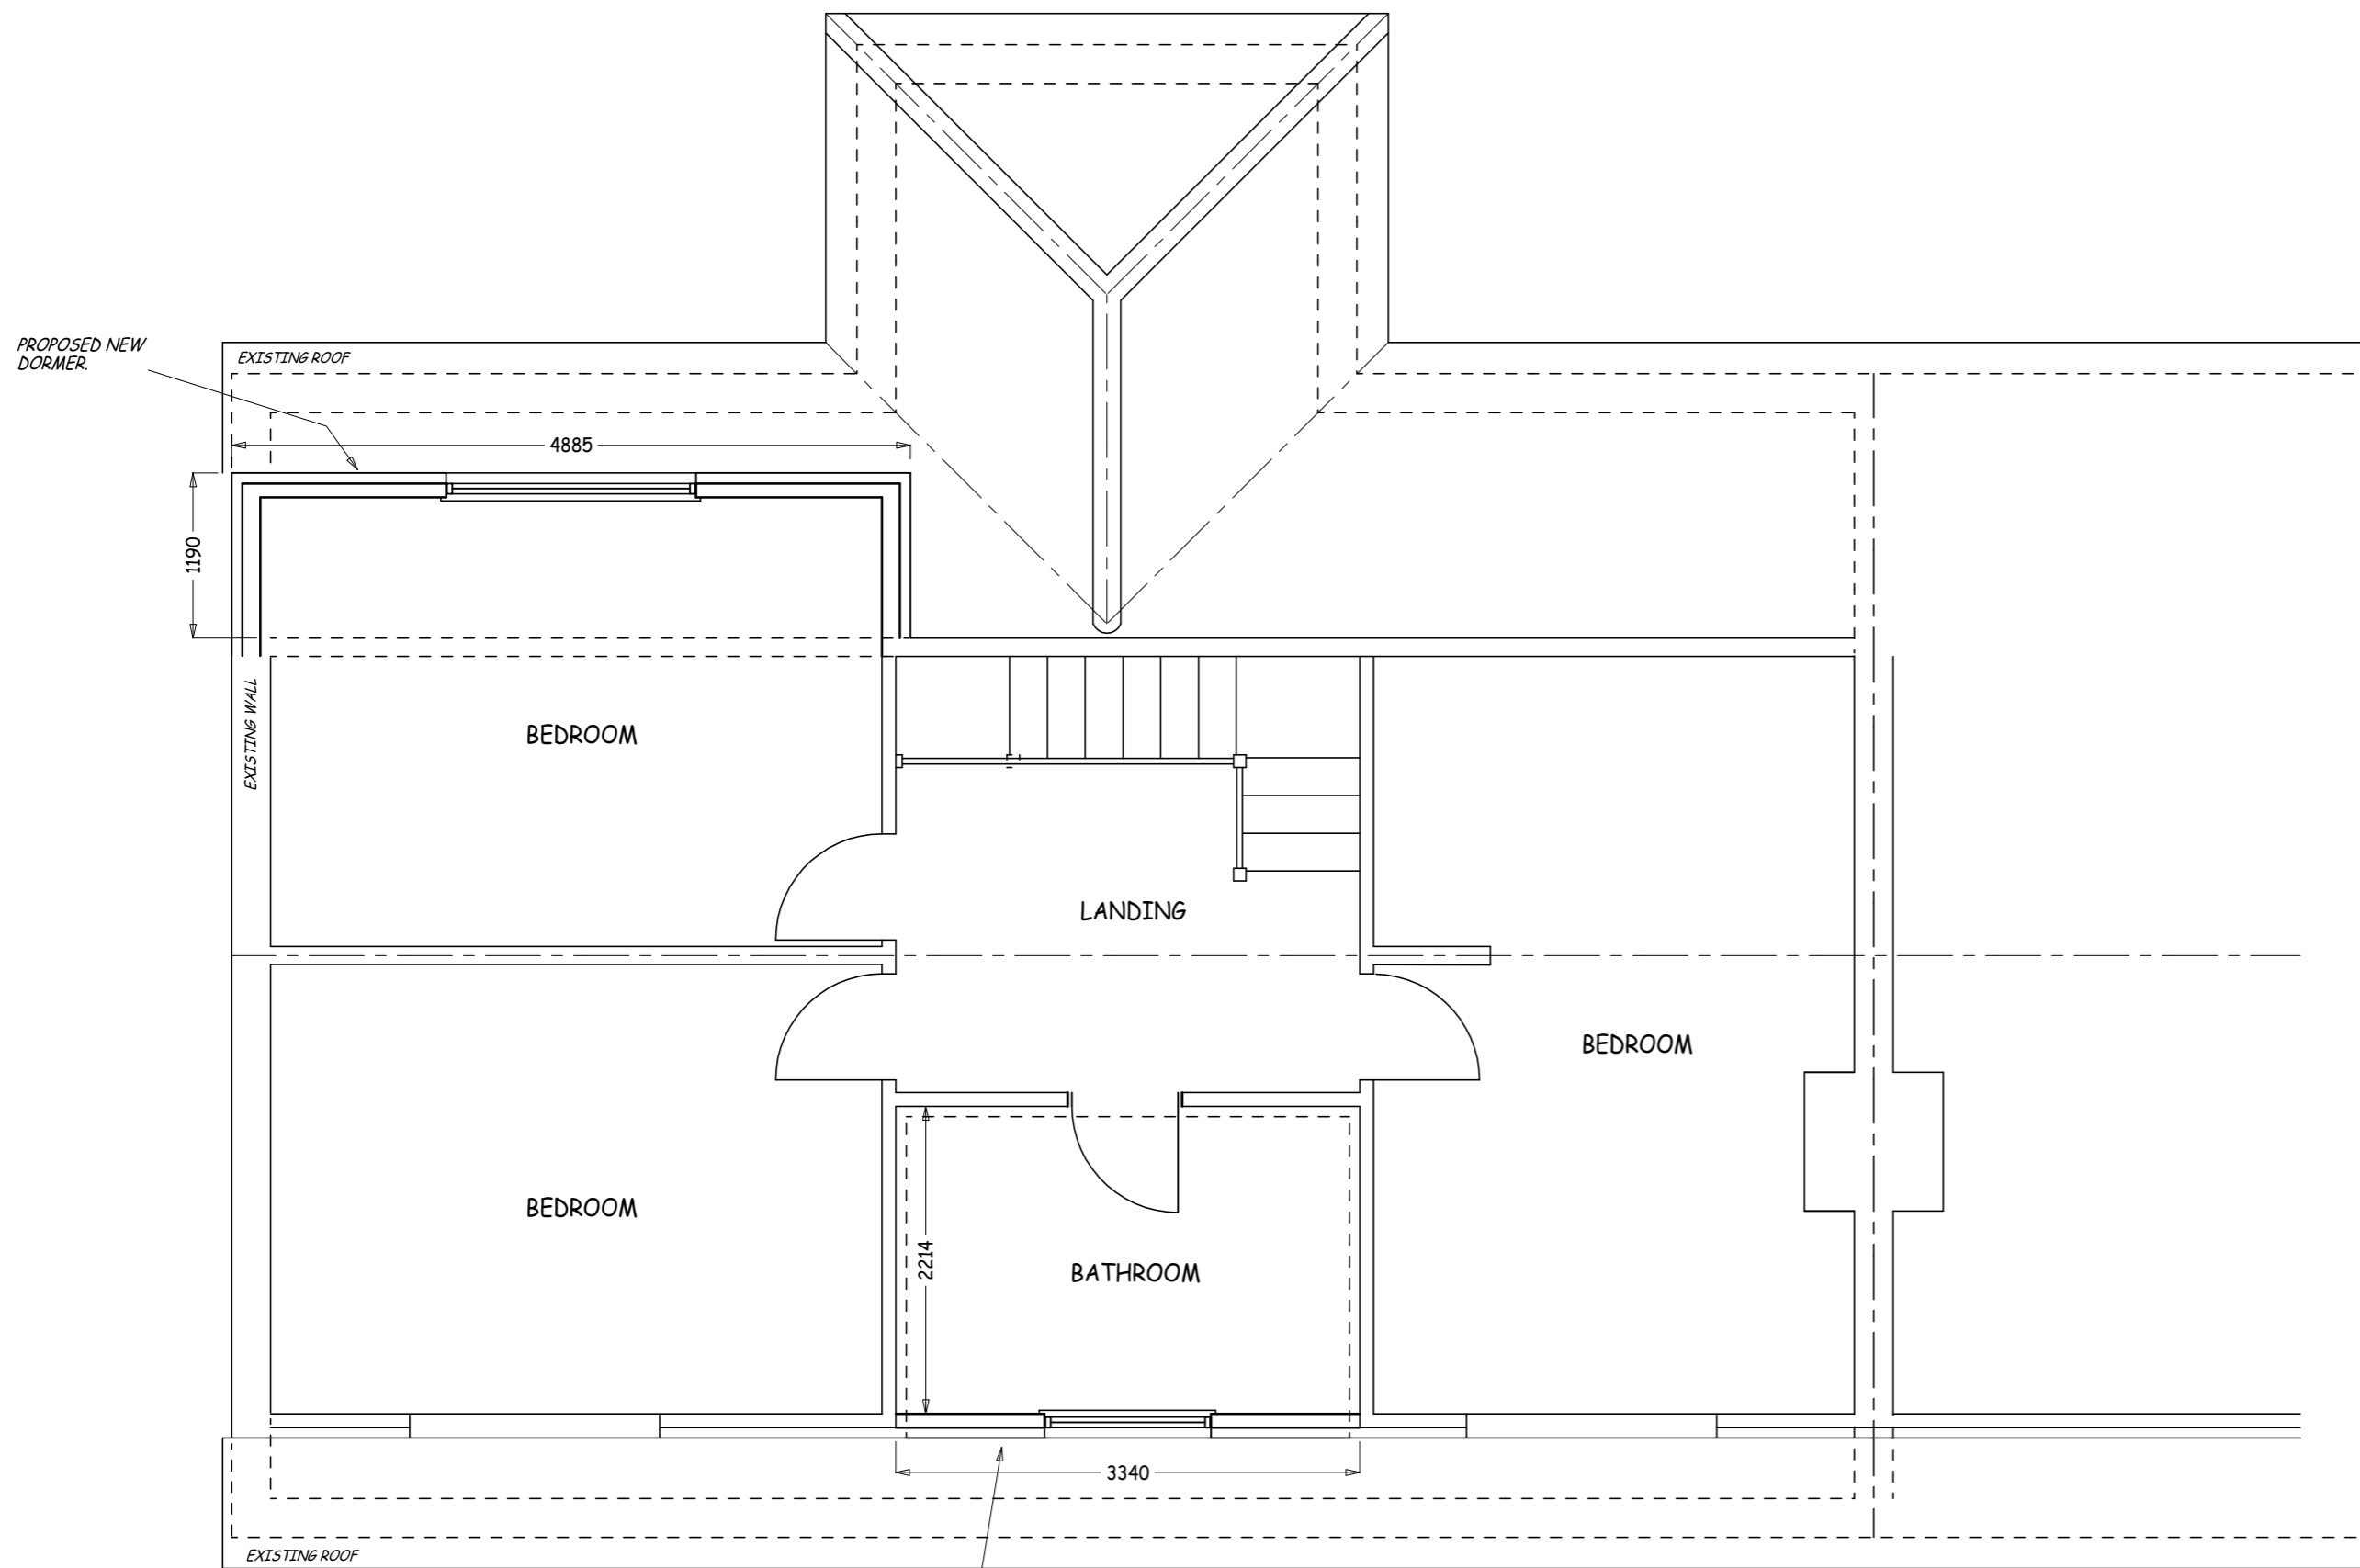 PROPOSED NEW
DORMER.
EXISTING ROOF
4885
1190
EXISTING WALL
BEDROOM
LANDING
BEDROOM
BEDROOM
2214
BATHROOM
3340
EXISTING ROOF